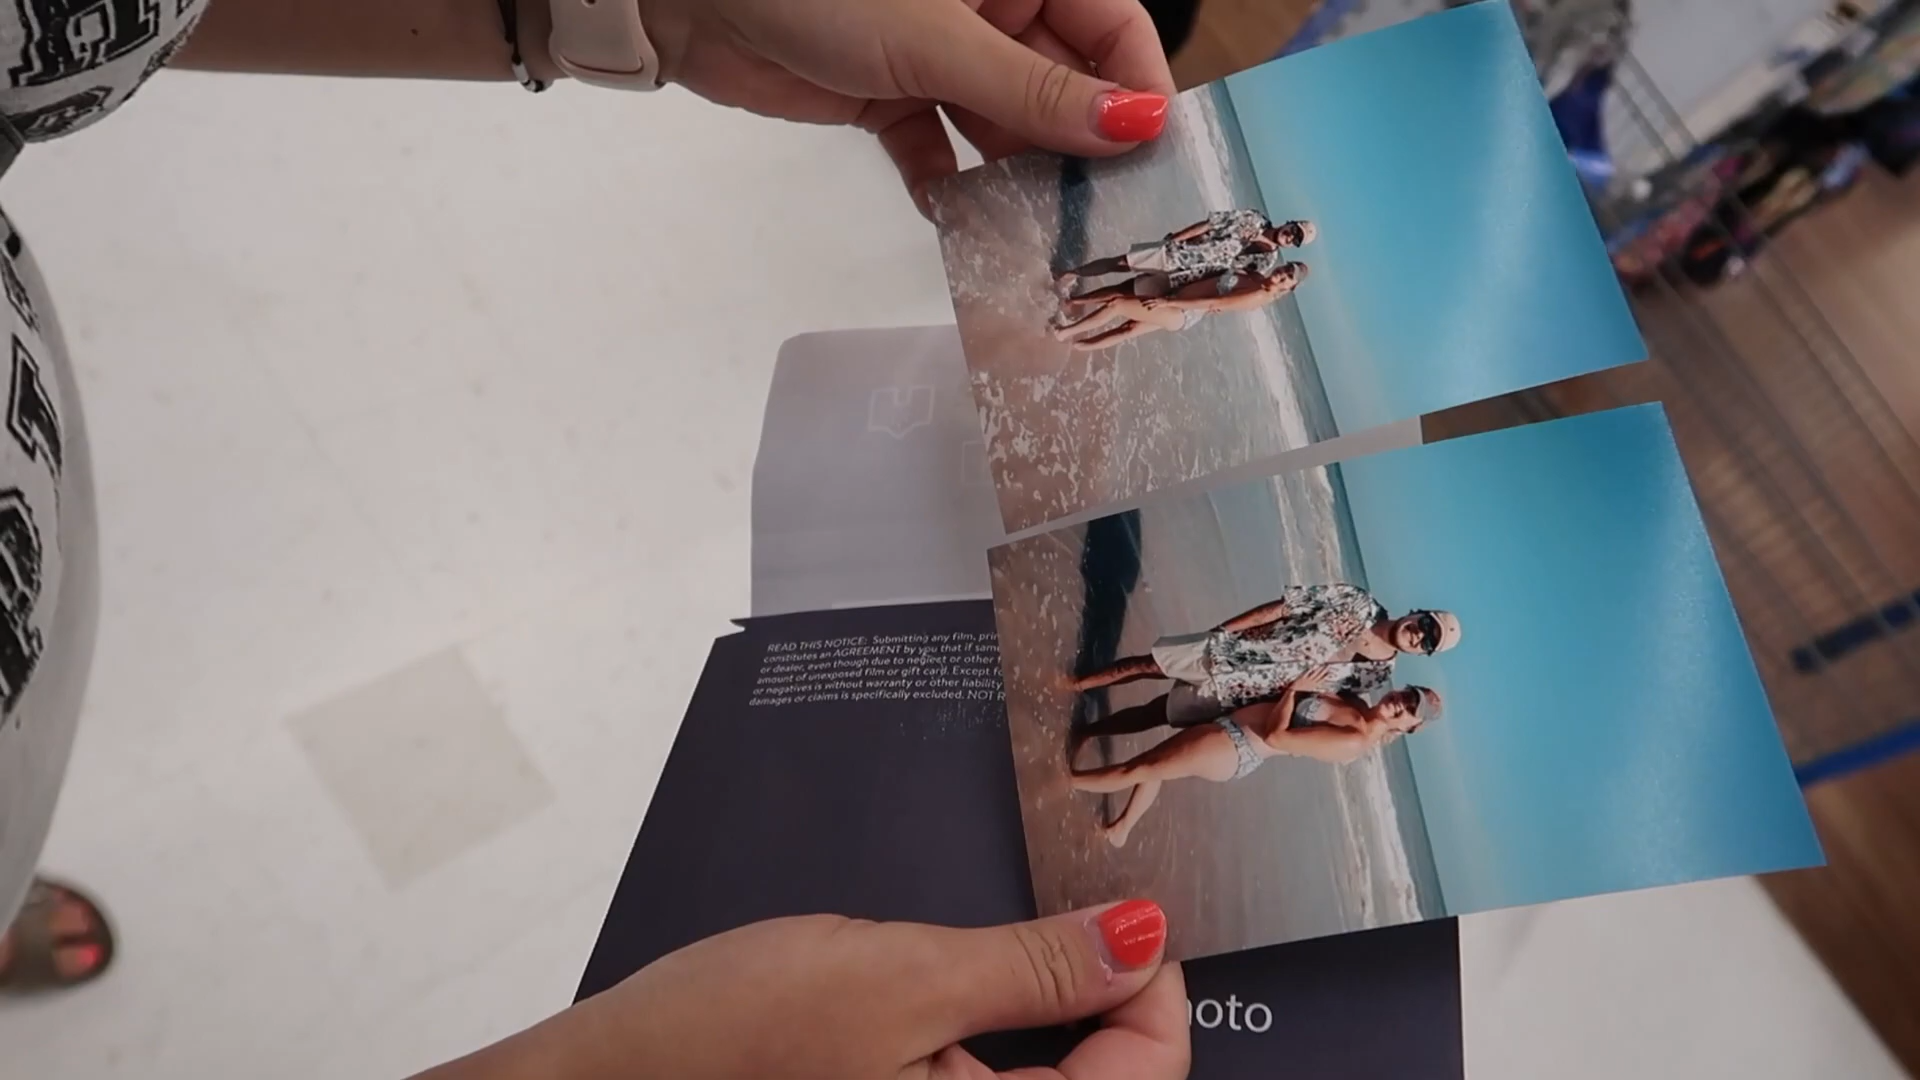 READ THIS NOTICE: Submitting any film, prin
constitutes an AGREEMENT by you that if same
or dealer, even though due to neglect or other f
amount of unexposed film or gift card. Except fo
or negatives is without warranty or other liability
damages or claims is specifically excluded. NOT R
oto